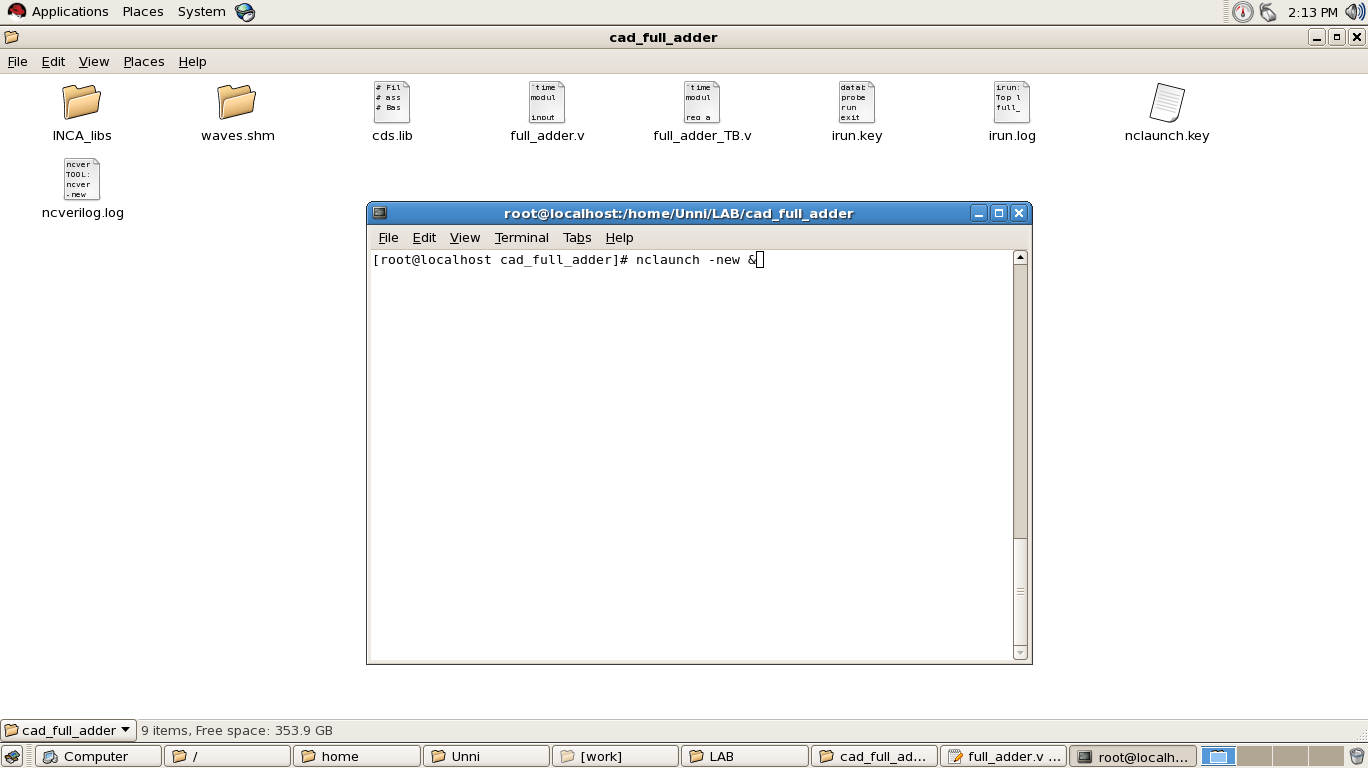 Applications Places System 2:13 PM
cad_full_adder
File Edit View Places Help
# Fil
# ass
# Bas
`time
modul
input
`time
modul
reg a
datab
probe
run
exit
irun:
Top l
full_
INCA_libs waves.shm cds.lib full_adder.v full_adder_TB.v irun.key irun.log nclaunch.key
ncver
TOOL:
ncver
-new
ncverilog.log
root@localhost:/home/Unni/LAB/cad_full_adder
File Edit View Terminal Tabs Help
[root@localhost cad_full_adder]# nclaunch -new &
cad_full_adder 9 items, Free space: 353.9 GB
Computer / home Unni [work] LAB cad_full_ad... full_adder.v ... root@localh...